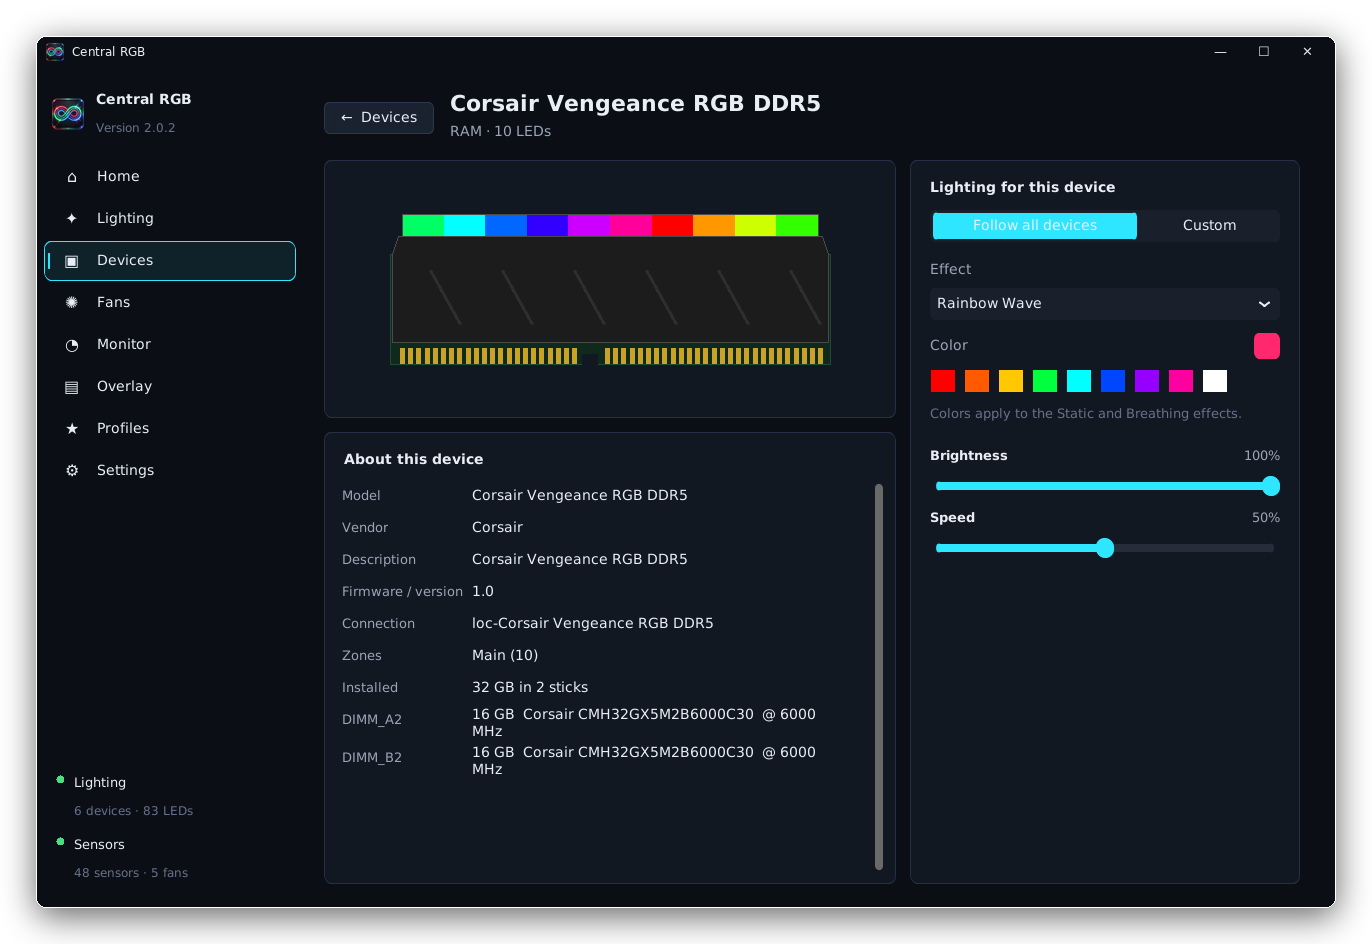 Central RGB
Central RGB
Version 2.0.2
Home
Lighting
Devices
Fans
Monitor
Overlay
Profiles
Settings
Lighting
6 devices · 83 LEDs
Sensors
48 sensors · 5 fans
← Devices
Corsair Vengeance RGB DDR5
RAM · 10 LEDs
About this device
Model Corsair Vengeance RGB DDR5
Vendor Corsair
Description Corsair Vengeance RGB DDR5
Firmware / version 1.0
Connection loc-Corsair Vengeance RGB DDR5
Zones Main (10)
Installed 32 GB in 2 sticks
DIMM_A2 16 GB Corsair CMH32GX5M2B6000C30 @ 6000
MHz
DIMM_B2 16 GB Corsair CMH32GX5M2B6000C30 @ 6000
MHz
Lighting for this device
Follow all devices Custom
Effect
Rainbow Wave
Color
Colors apply to the Static and Breathing effects.
Brightness 100%
Speed 50%